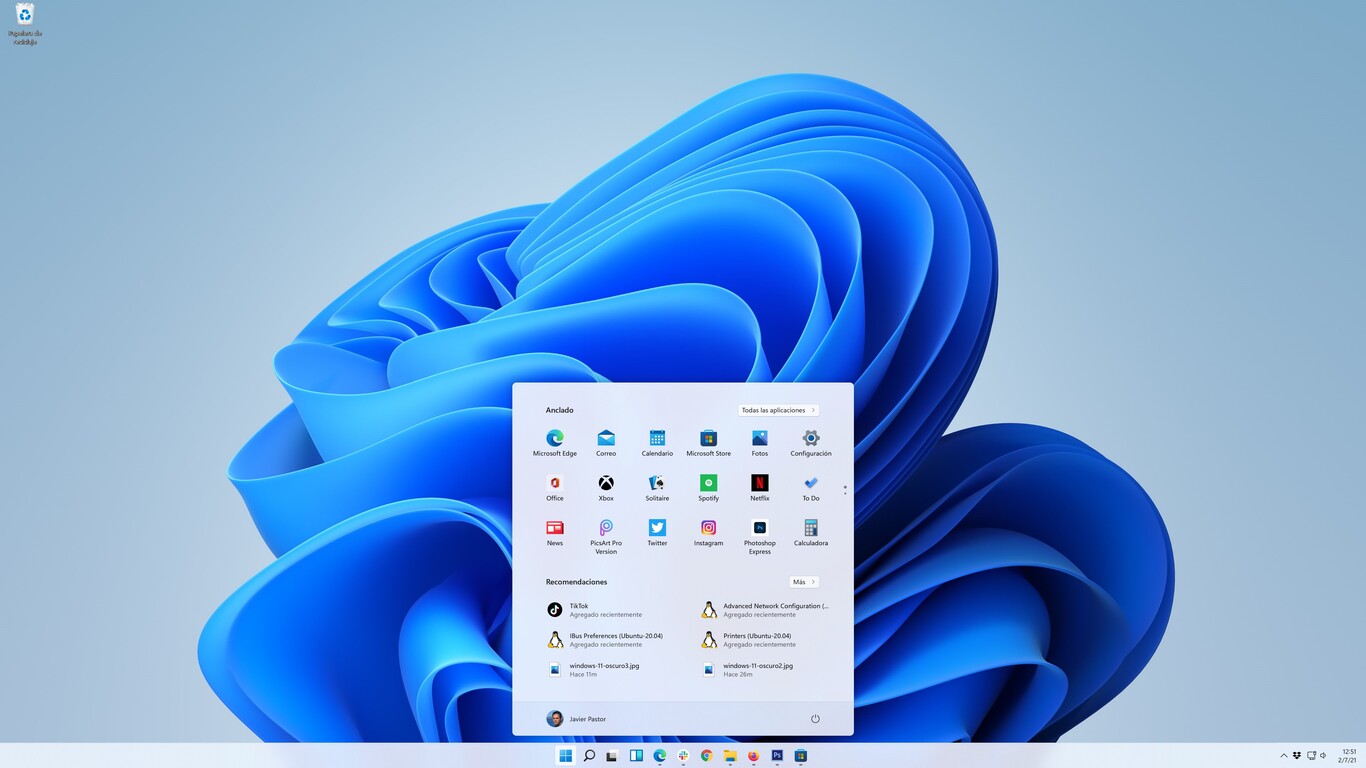 Papelera de
reciclaje
Anclado
Todas las aplicaciones
Microsoft Edge
Correo
Calendario
Microsoft Store
Fotos
Configuración
Office
Xbox
Solitaire
Spotify
Netflix
To Do
News
PicsArt Pro
Version
Twitter
Instagram
Photoshop
Express
Calculadora
Recomendaciones
Más
TikTok
Agregado recientemente
Advanced Network Configuration (...
Agregado recientemente
IBus Preferences (Ubuntu-20.04)
Agregado recientemente
Printers (Ubuntu-20.04)
Agregado recientemente
windows-11-oscuro3.jpg
Hace 11m
windows-11-oscuro2.jpg
Hace 26m
Javier Pastor
12:51
2/7/21